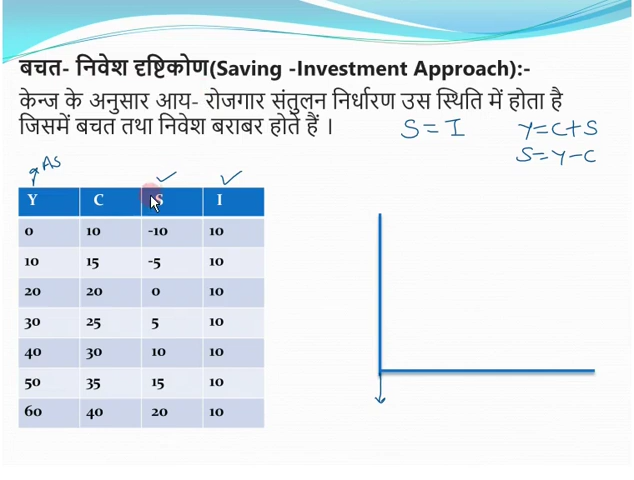 बचत- निवेश दृष्टिकोण(Saving -Investment Approach):-
केन्ज के अनुसार आय- रोजगार संतुलन निर्धारण उस स्थिति में होता है
जिसमें बचत तथा निवेश बराबर होते हैं ।
S = I
Y = C + S
S = Y - C
AS
Y C S I
0 10 -10 10
10 15 -5 10
20 20 0 10
30 25 5 10
40 30 10 10
50 35 15 10
60 40 20 10